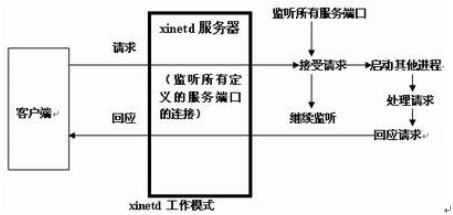 xinetd 服务器
监听所有服务端口
请求
接受请求
启动其他进程
（监听所有定
义的服务端口
的连接）
处理请求
客户端
回应
继续监听
回应请求
xinetd 工作模式